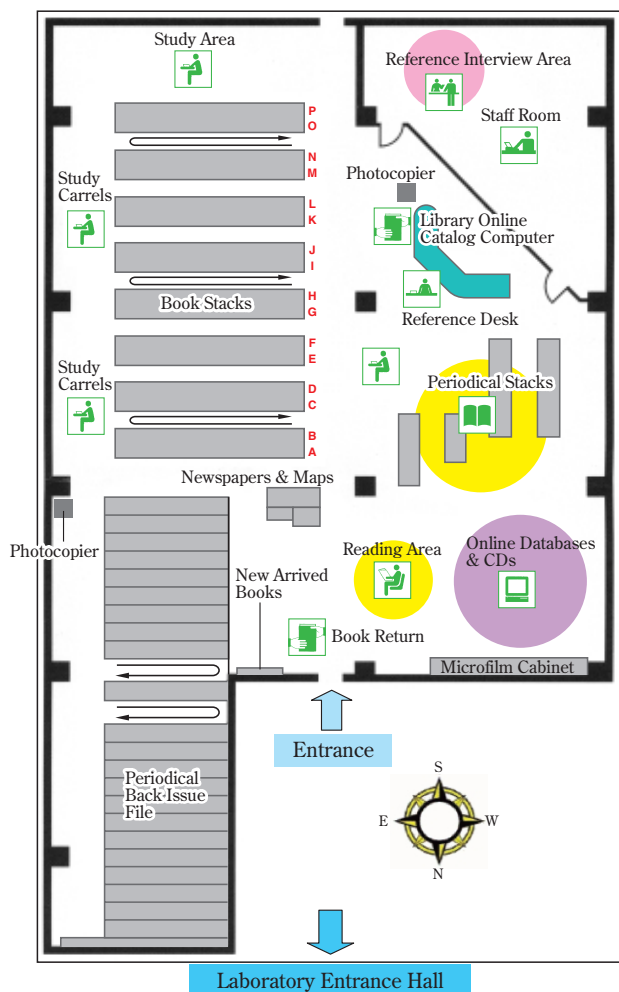 Study Area
Reference Interview Area
Staff Room
P
O
N
M
Study
Carrels
Photocopier
L
K
Library Online
Catalog Computer
J
I
Book Stacks
H
G
Reference Desk
F
E
Study
Carrels
Periodical Stacks
D
C
B
A
Newspapers & Maps
Photocopier
Reading Area
Online Databases
& CDs
New Arrived
Books
Book Return
Microfilm Cabinet
Entrance
Periodical
Back-Issue
File
S
E
W
N
Laboratory Entrance Hall